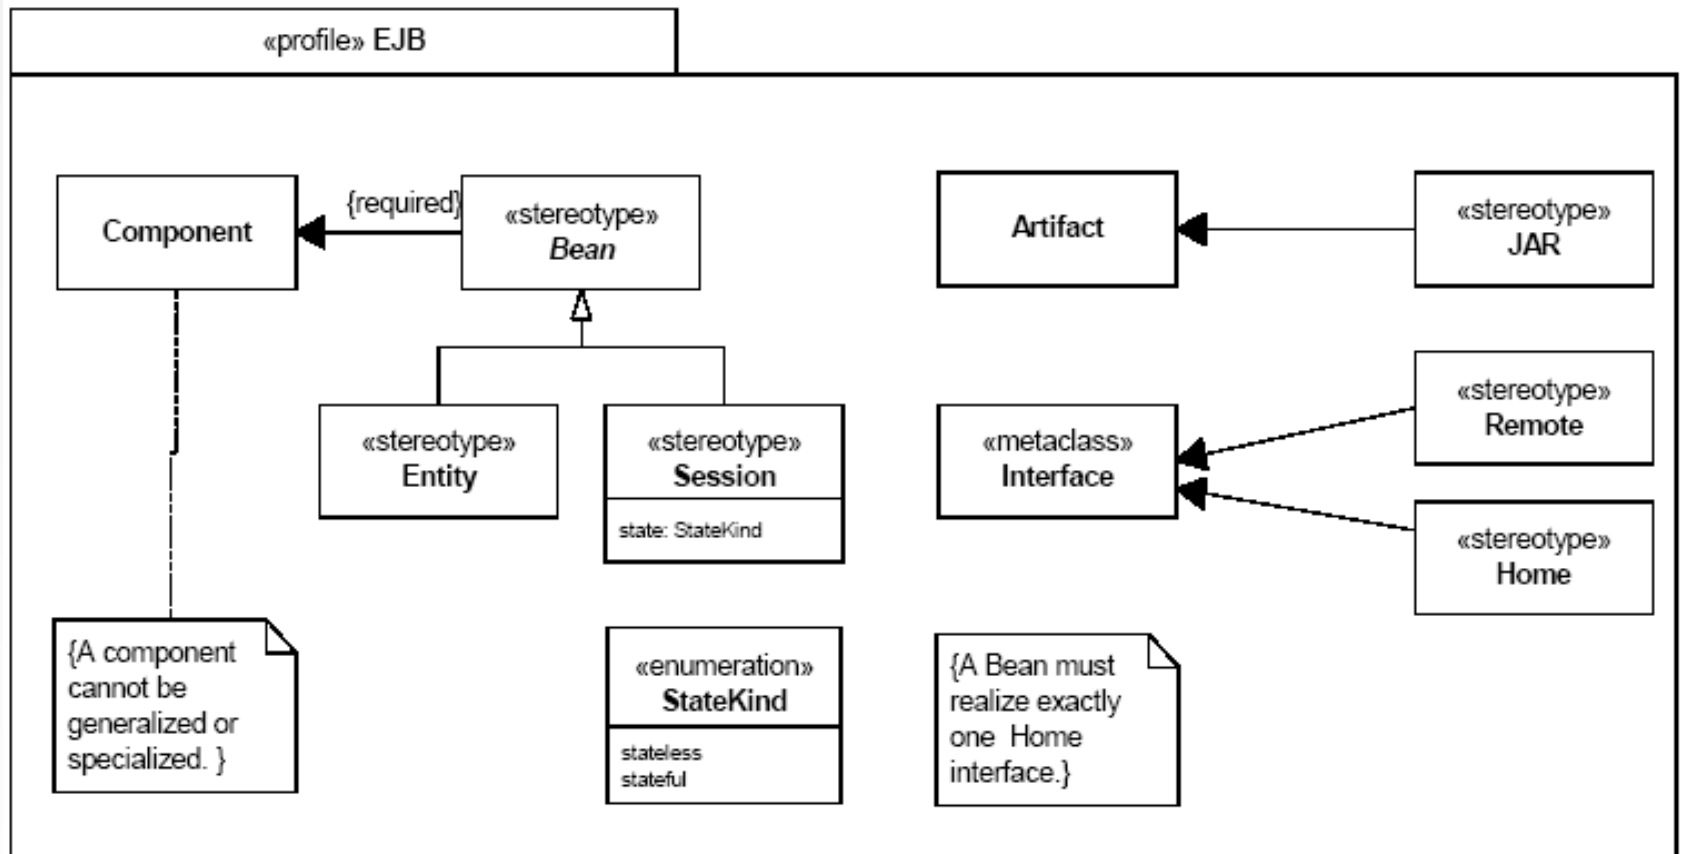 «profile» EJB
Component
{required}
«stereotype»
Bean
Artifact
«stereotype»
JAR
«stereotype»
Entity
«stereotype»
Session
state: StateKind
«metaclass»
Interface
«stereotype»
Remote
«stereotype»
Home
{A component
cannot be
generalized or
specialized. }
«enumeration»
StateKind
stateless
stateful
{A Bean must
realize exactly
one Home
interface.}